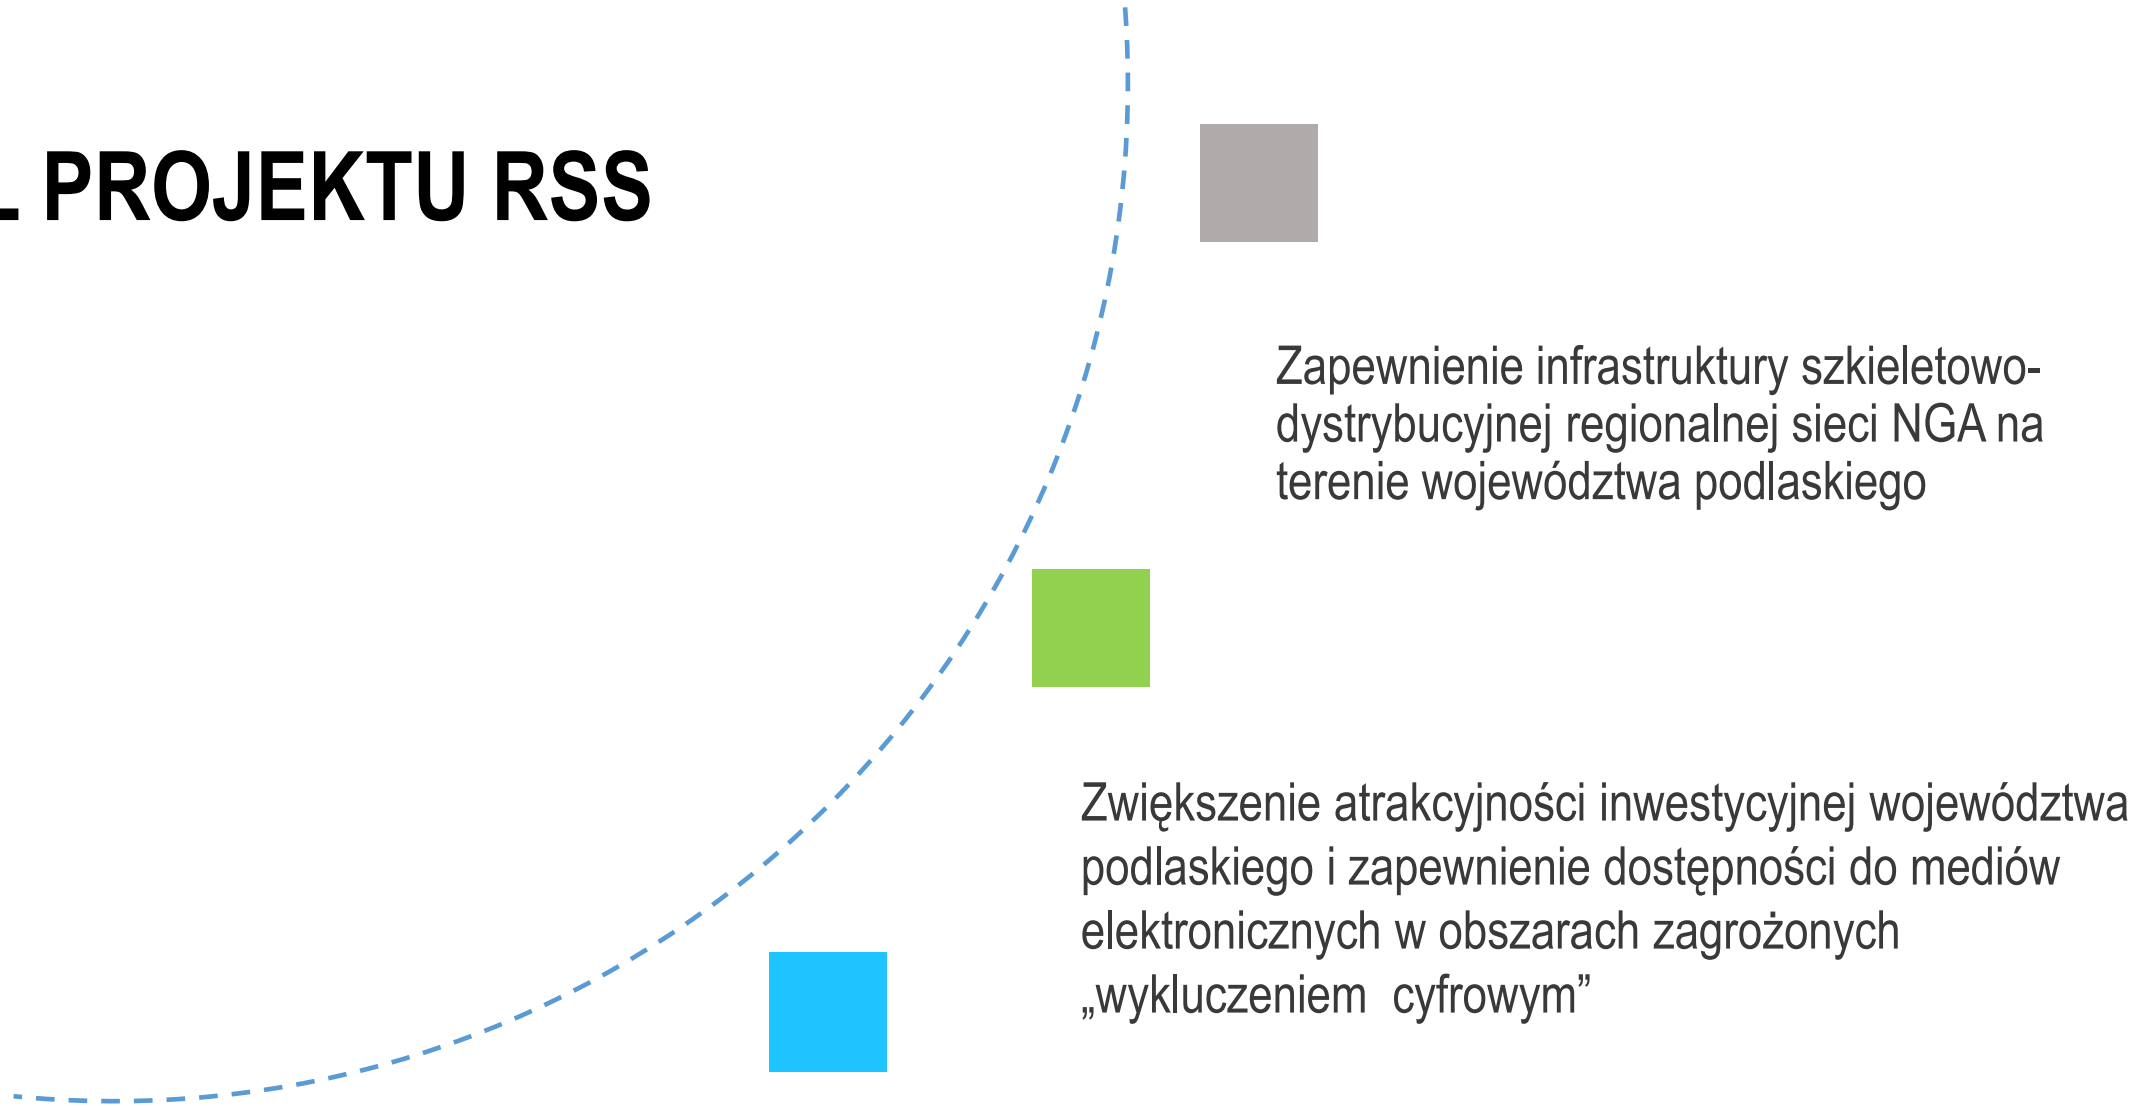 L PROJEKTU RSS
Zapewnienie infrastruktury szkieletowo-
dystrybucyjnej regionalnej sieci NGA na
terenie województwa podlaskiego
Zwiększenie atrakcyjności inwestycyjnej województwa
podlaskiego i zapewnienie dostępności do mediów
elektronicznych w obszarach zagrożonych
„wykluczeniem  cyfrowym”